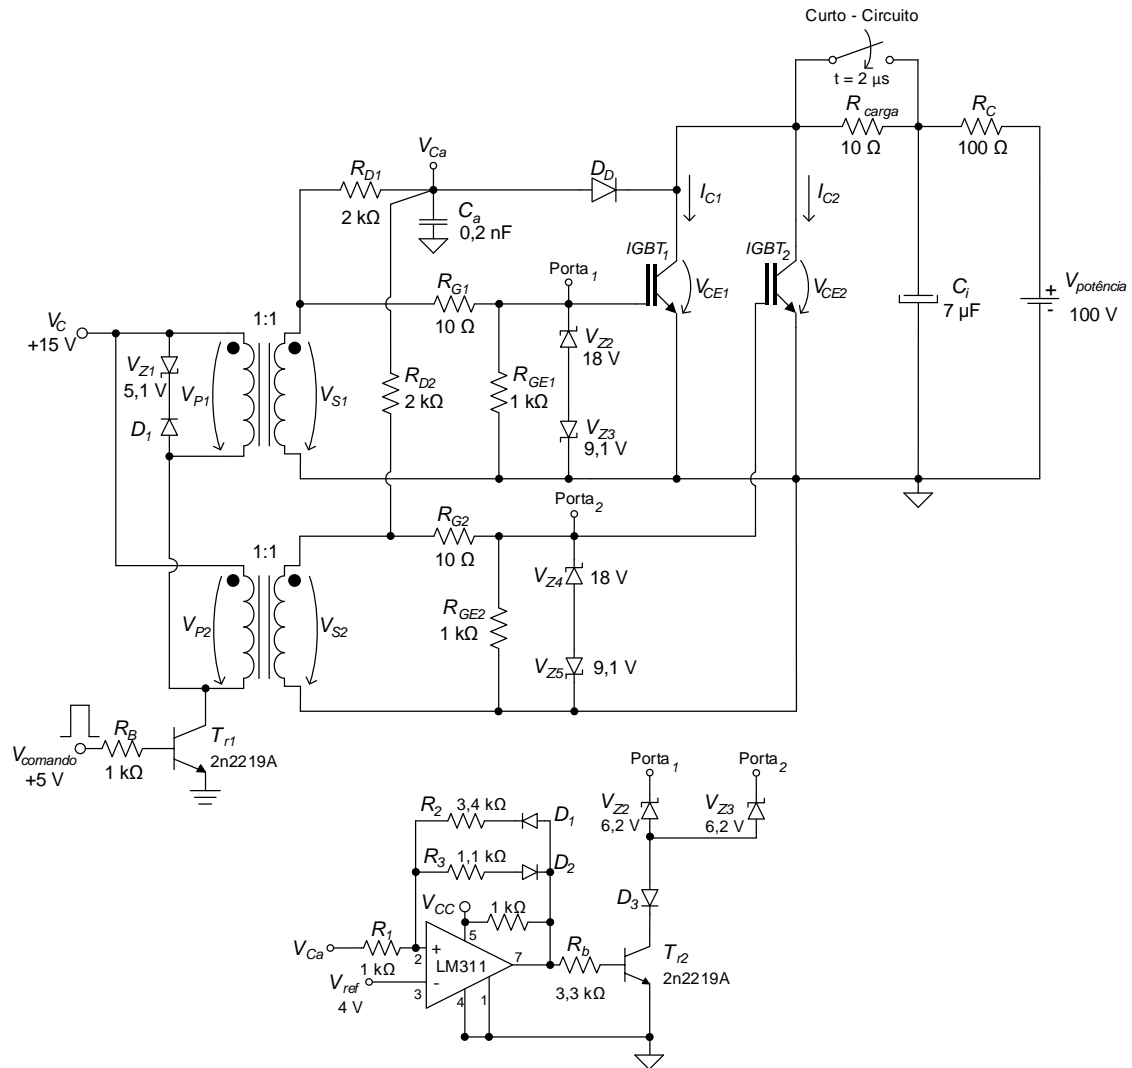 Curto - Circuito
t = 2 µs
R carga
10 Ω
R_C
100 Ω
V_Ca
R_D1
2 kΩ
D_D
C_a
0,2 nF
I_C1
I_C2
IGBT_1
IGBT_2
Porta_1
R_G1
10 Ω
V_CE1
V_CE2
C_i
7 µF
V_potência
+
-
100 V
V_C
+15 V
1:1
V_Z1
5,1 V
D_1
V_P1
V_S1
R_D2
2 kΩ
R_GE1
1 kΩ
V_Z2
18 V
V_Z3
9,1 V
Porta_2
R_G2
10 Ω
1:1
V_Z4
18 V
V_P2
V_S2
R_GE2
1 kΩ
V_Z5
9,1 V
R_B
1 kΩ
V_comando
+5 V
T_r1
2n2219A
Porta_1
Porta_2
V_Z2
6,2 V
V_Z3
6,2 V
R_2
3,4 kΩ
D_1
R_3
1,1 kΩ
D_2
V_CC
1 kΩ
5
D_3
V_Ca
R_1
1 kΩ
2
+
LM311
7
R_b
3,3 kΩ
T_r2
2n2219A
V_ref
4 V
3
-
4
1